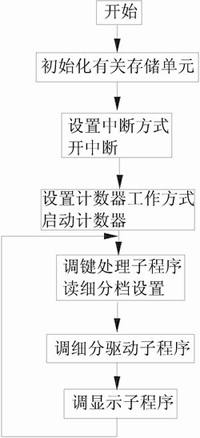 开始
初始化有关存储单元
设置中断方式
开中断
设置计数器工作方式
启动计数器
调键处理子程序
读细分档设置
调细分驱动子程序
调显示子程序